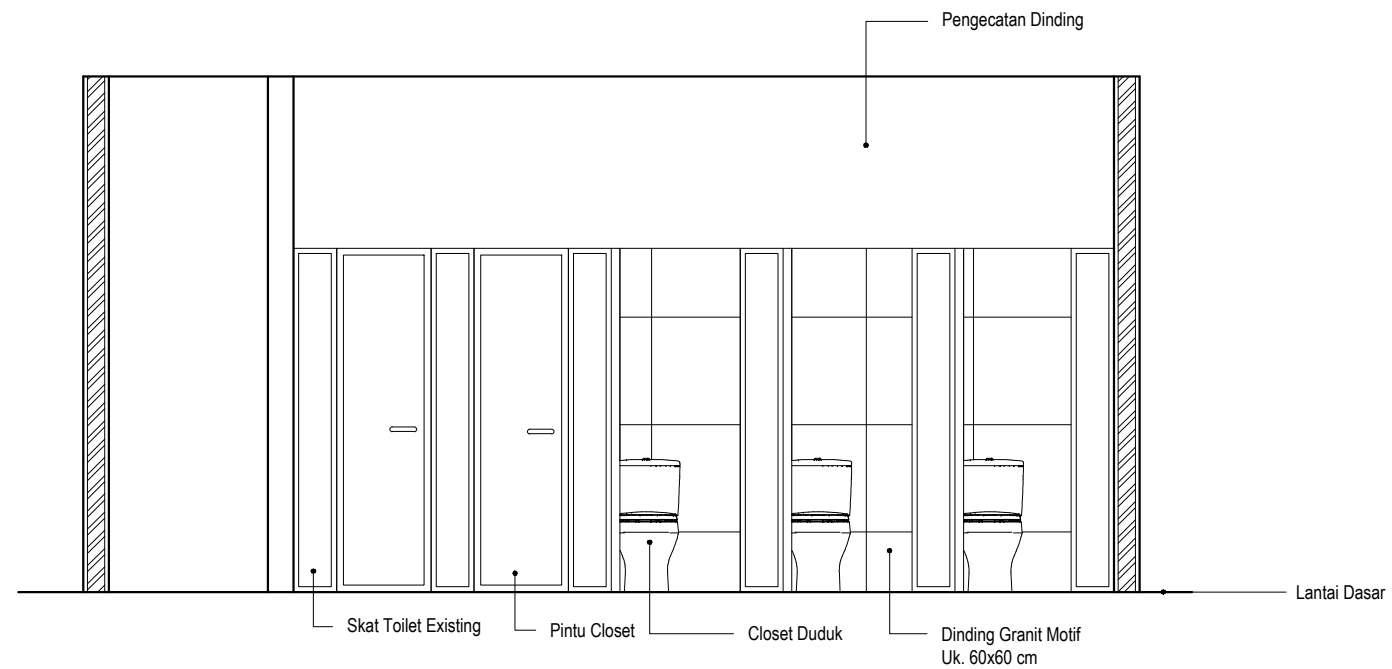 Pengecatan Dinding
Lantai Dasar
Skat Toilet Existing
Pintu Closet
Closet Duduk
Dinding Granit Motif
Uk. 60x60 cm